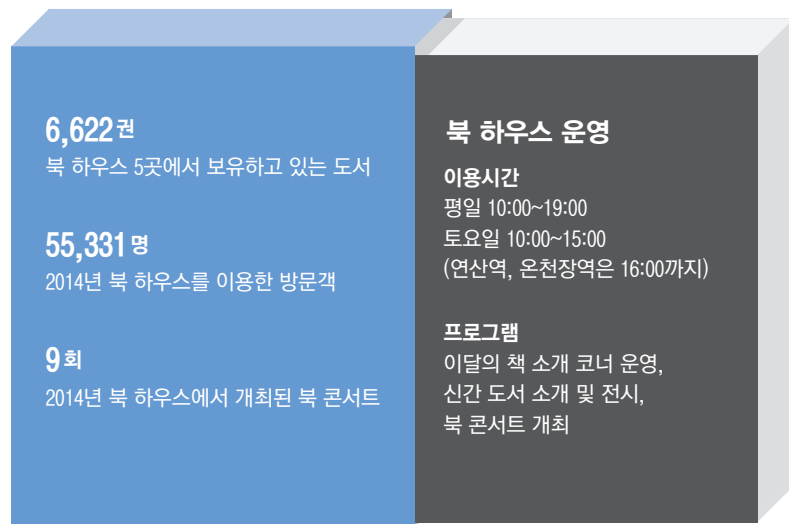 6,622권
북 하우스 5곳에서 보유하고 있는 도서
55,331명
2014년 북 하우스를 이용한 방문객
9회
2014년 북 하우스에서 개최된 북 콘서트
북 하우스 운영
이용시간
평일 10:00~19:00
토요일 10:00~15:00
(연산역, 온천장역은 16:00까지)
프로그램
이달의 책 소개 코너 운영,
신간 도서 소개 및 전시,
북 콘서트 개최